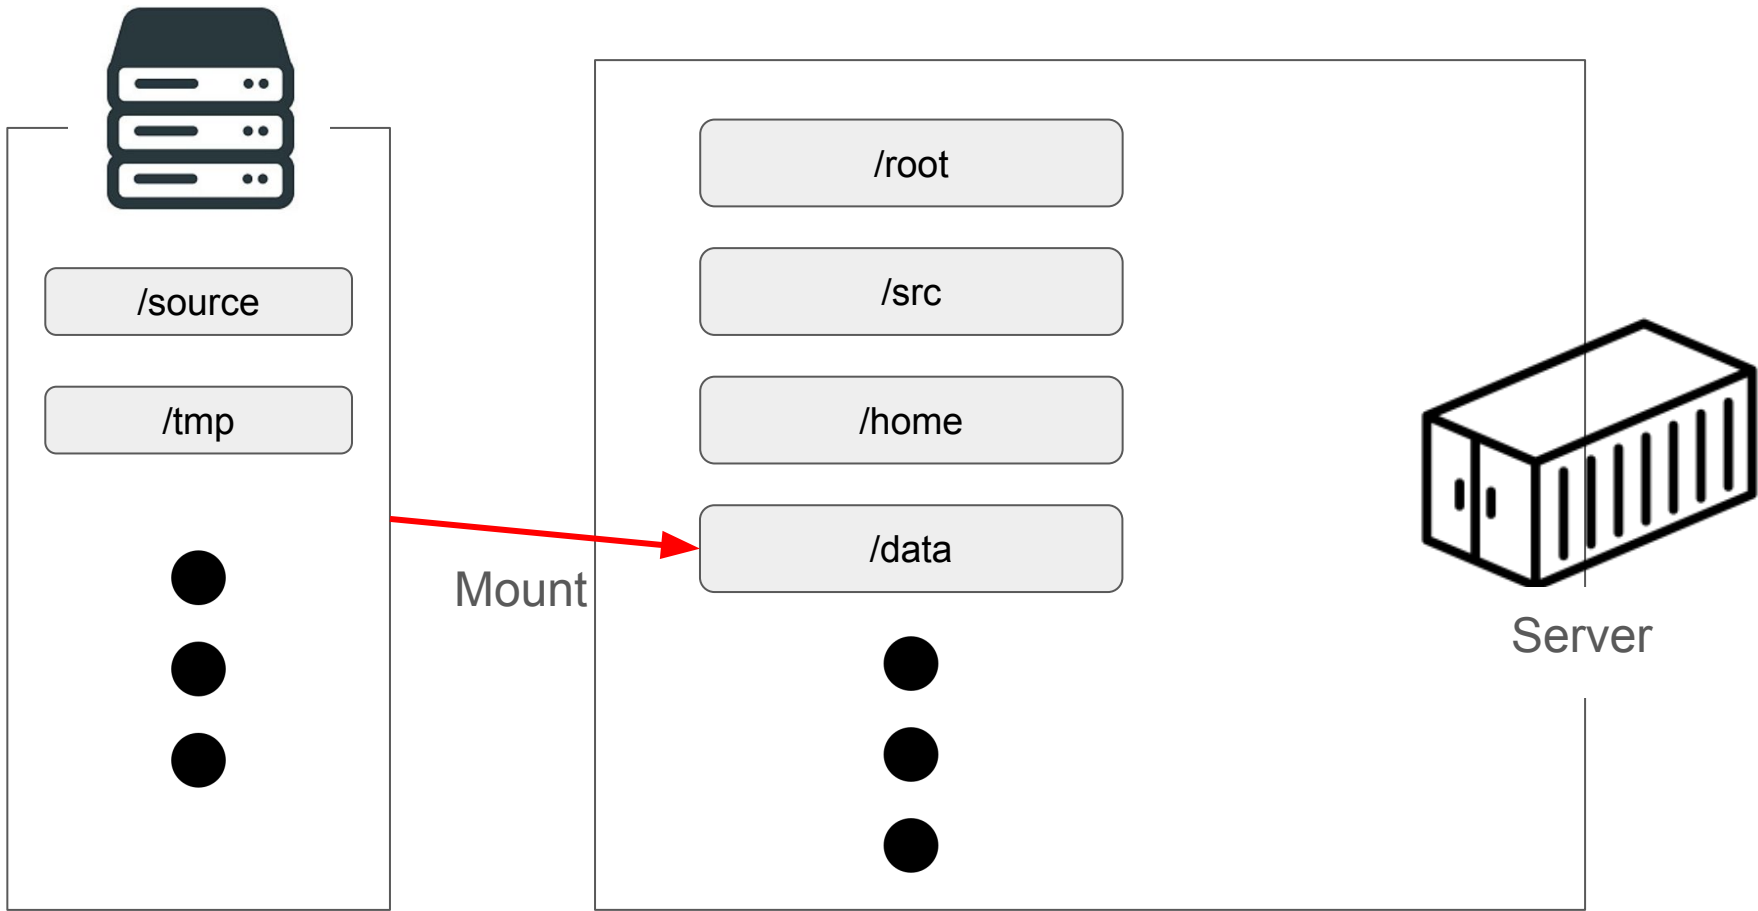 /source
/tmp
Mount
/root
/src
/home
/data
Server